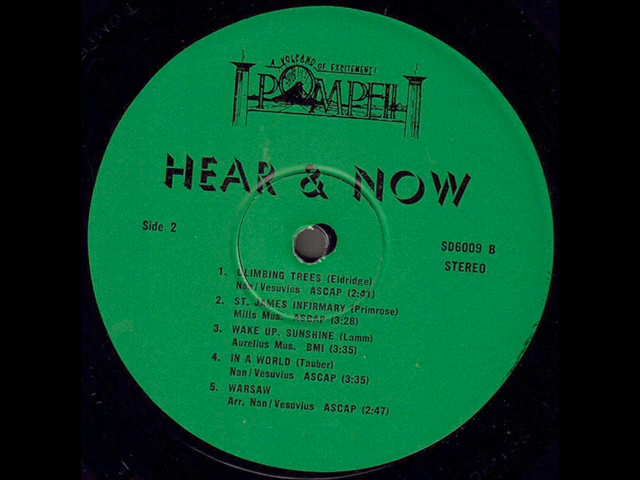 A VOLCANO OF EXCITEMENT!
POMPEII
HEAR & NOW
Side 2
SD6009 B
STEREO
1. CLIMBING TREES (Eldridge)
Nan/Vesuvius ASCAP (2:41)
2. ST. JAMES INFIRMARY (Primrose)
Mills Mus. ASCAP (3:28)
3. WAKE UP, SUNSHINE (Lamm)
Aurelius Mus. BMI (3:35)
4. IN A WORLD (Tauber)
Nan/Vesuvius ASCAP (3:35)
5. WARSAW
Arr. Nan/Vesuvius ASCAP (2:47)